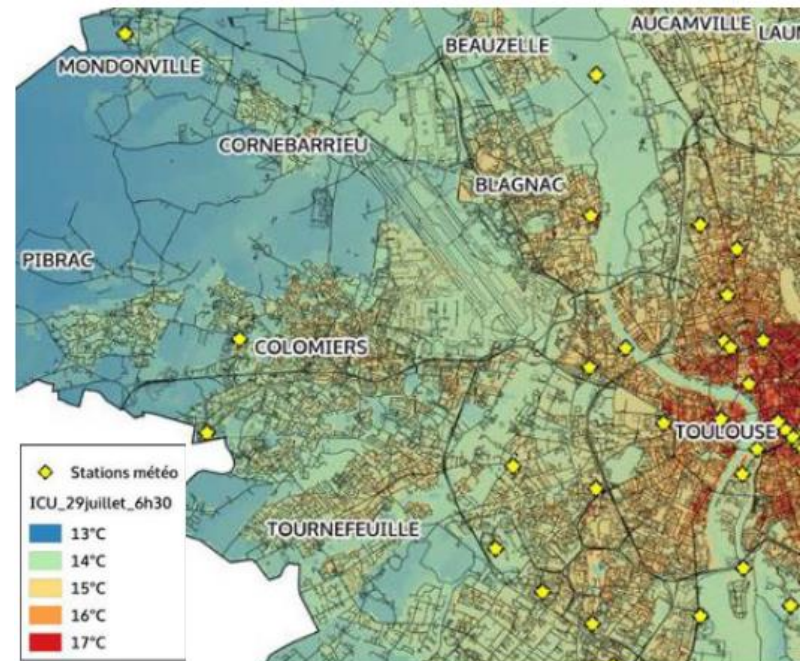 AUCAMVILLE
BEAUZELLE
MONDONVILLE
CORNEBARRIEU
BLAGNAC
PIBRAC
COLOMIERS
TOULOUSE
TOURNEFEUILLE
Stations météo
ICU_29juillet_6h30
13°C
14°C
15°C
16°C
17°C